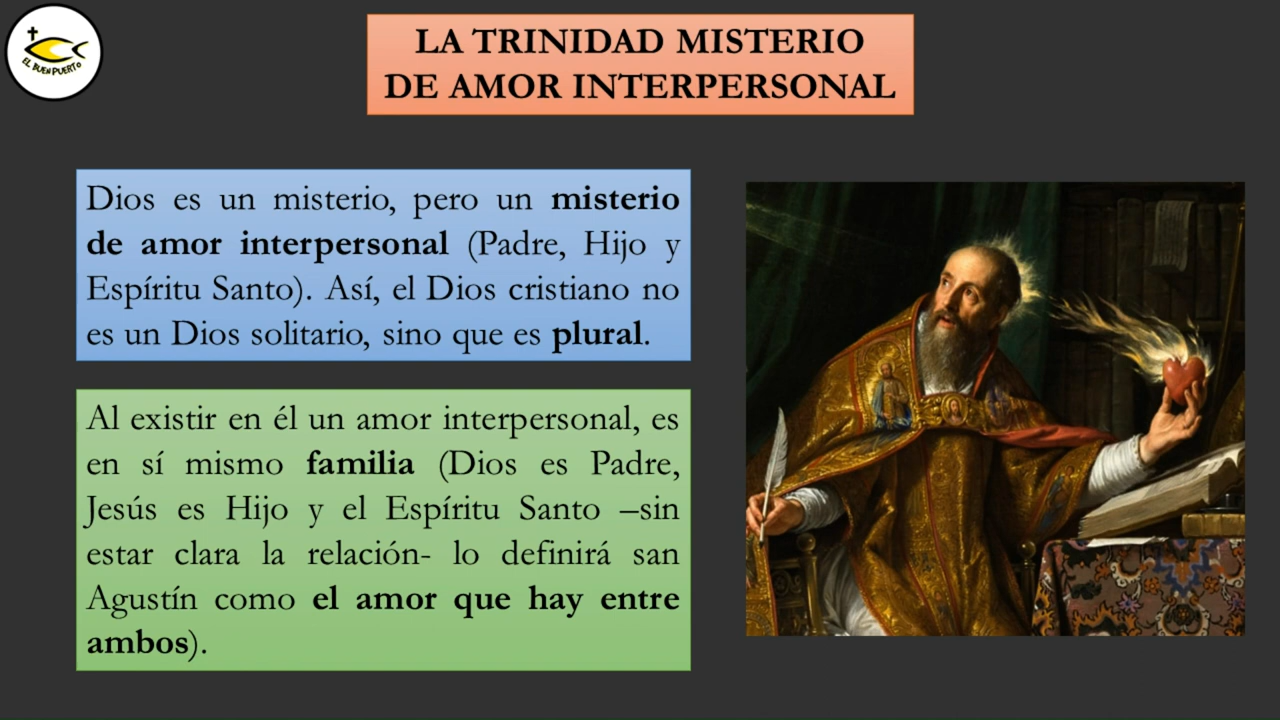 EL BUEN PUERTO
LA TRINIDAD MISTERIO
DE AMOR INTERPERSONAL
Dios es un misterio, pero un misterio
de amor interpersonal (Padre, Hijo y
Espíritu Santo). Así, el Dios cristiano no
es un Dios solitario, sino que es plural.
Al existir en él un amor interpersonal, es
en sí mismo familia (Dios es Padre,
Jesús es Hijo y el Espíritu Santo –sin
estar clara la relación- lo definirá san
Agustín como el amor que hay entre
ambos).